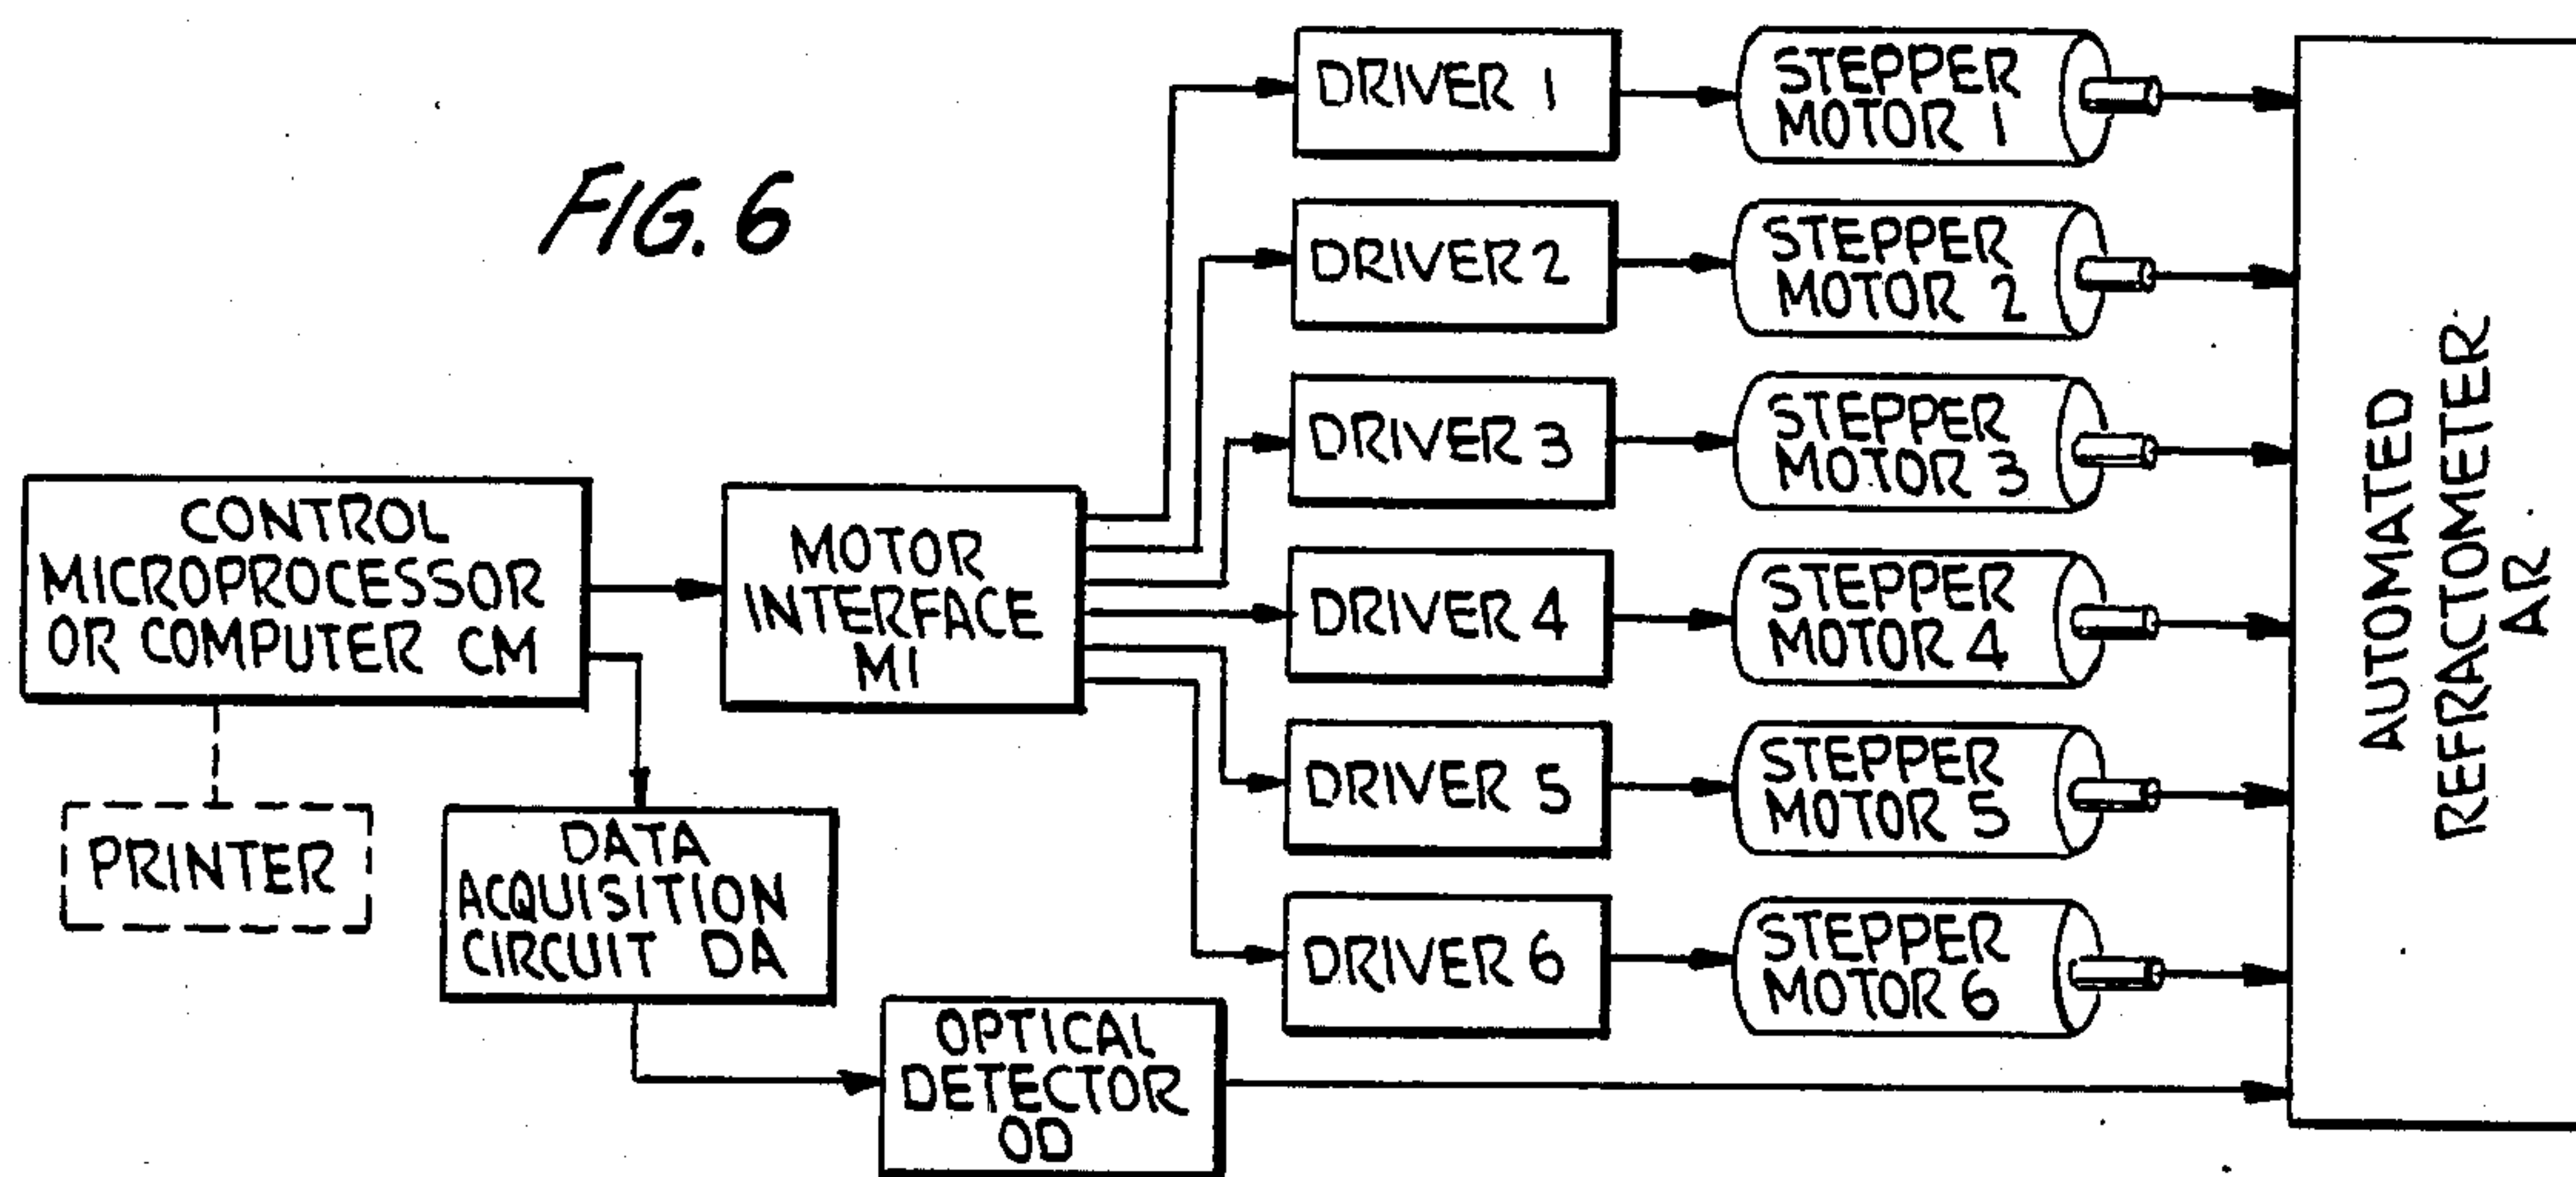 FIG. 6
CONTROL
MICROPROCESSOR
OR COMPUTER CM
PRINTER
DATA
ACQUISITION
CIRCUIT DA
OPTICAL
DETECTOR
OD
MOTOR
INTERFACE
MI
DRIVER 1
STEPPER
MOTOR 1
DRIVER 2
STEPPER
MOTOR 2
DRIVER 3
STEPPER
MOTOR 3
DRIVER 4
STEPPER
MOTOR 4
DRIVER 5
STEPPER
MOTOR 5
DRIVER 6
STEPPER
MOTOR 6
AUTOMATED
REFRACTOMETER
AR